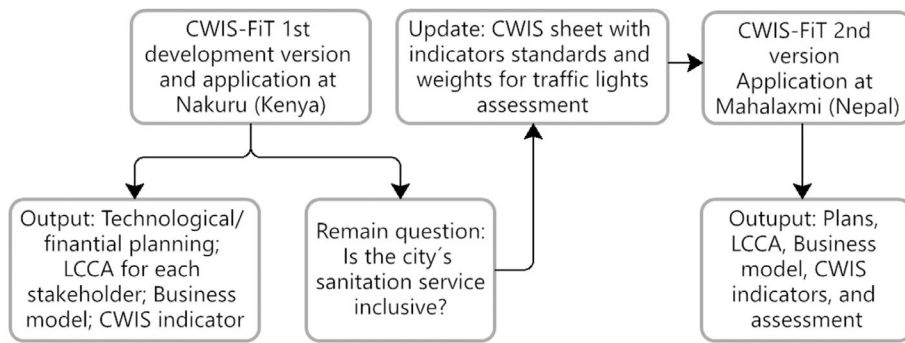 CWIS-FiT 1st
development version
and application at
Nakuru (Kenya)
Update: CWIS sheet with
indicators standards and
weights for traffic lights
assessment
CWIS-FiT 2nd
version
Application at
Mahalaxmi (Nepal)
Output: Technological/
finantial planning;
LCCA for each
stakeholder; Business
model; CWIS indicator
Remain question:
Is the city´s
sanitation service
inclusive?
Outuput: Plans,
LCCA, Business
model, CWIS
indicators, and
assessment